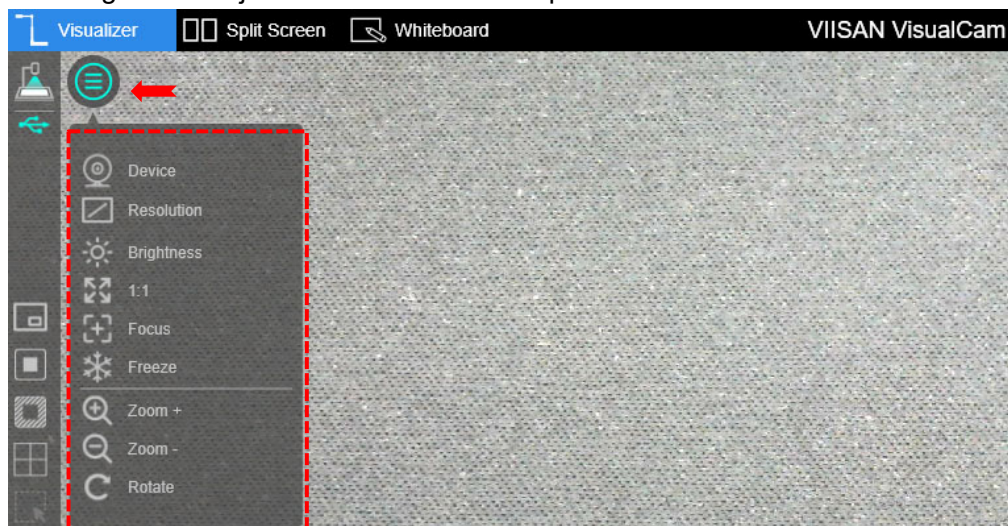 Visualizer Split Screen Whiteboard VIISAN VisualCam
Device
Resolution
Brightness
1:1
Focus
Freeze
Zoom +
Zoom -
Rotate